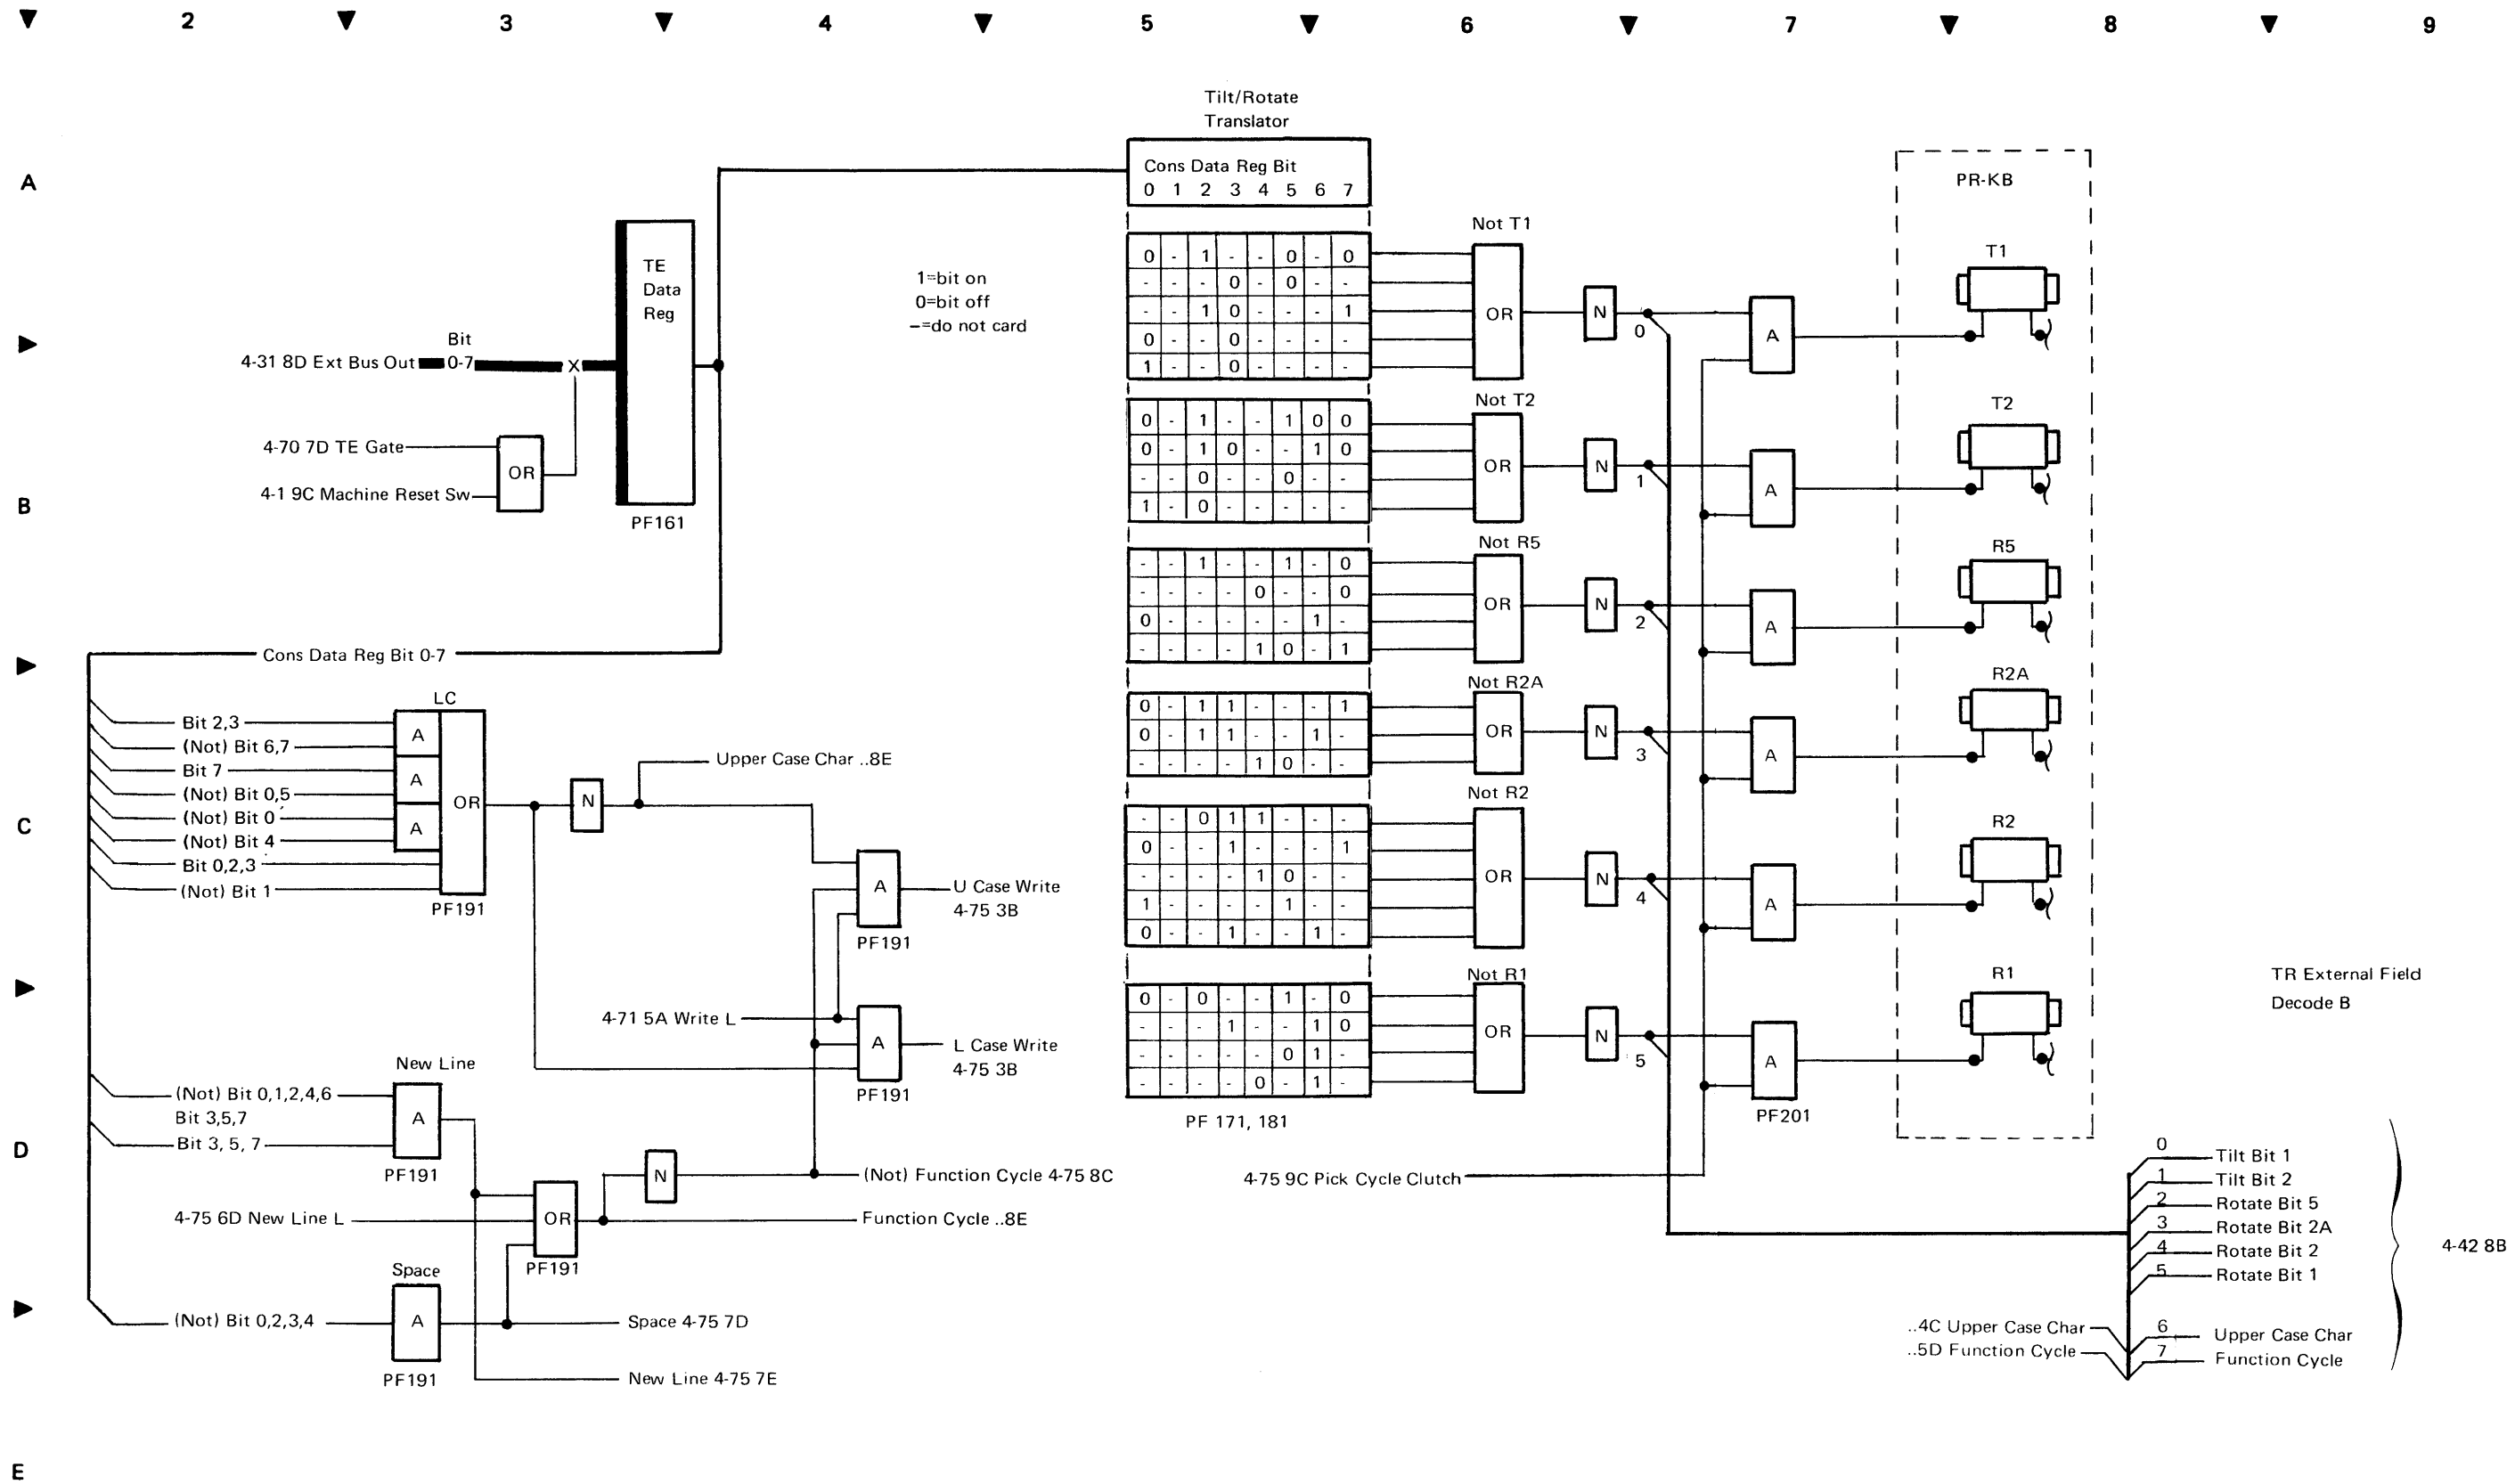 2 3 4 5 6 7 8 9
A
B
C
D
E
Tilt/Rotate
Translator
Cons Data Reg Bit
0 1 2 3 4 5 6 7
1=bit on
0=bit off
–=do not card
TE
Data
Reg
PF161
Bit
4-31 8D Ext Bus Out 0-7 X
4-70 7D TE Gate
OR
4-1 9C Machine Reset Sw
Cons Data Reg Bit 0-7
LC
Bit 2,3
A
(Not) Bit 6,7
Bit 7
A
(Not) Bit 0,5
OR
(Not) Bit 0
A
(Not) Bit 4
Bit 0,2,3
(Not) Bit 1
PF191
N
Upper Case Char ..8E
A
U Case Write
4-75 3B
PF191
4-71 5A Write L
A
L Case Write
4-75 3B
PF191
New Line
(Not) Bit 0,1,2,4,6
Bit 3,5,7
A
Bit 3, 5, 7
PF191
N
(Not) Function Cycle 4-75 8C
4-75 6D New Line L
OR
Function Cycle ..8E
PF191
Space
(Not) Bit 0,2,3,4
A
Space 4-75 7D
PF191
New Line 4-75 7E
Not T1
0 - 1 - - 0 - 0
- - - 0 - 0 - -
- - 1 0 - - - 1
0 - - 0 - - - -
1 - - 0 - - - -
OR
N
0
A
Not T2
0 - 1 - - 1 0 0
0 - 1 0 - - 1 0
- - 0 - - 0 - -
1 - 0 - - - - -
OR
N
1
A
Not R5
- - 1 - - 1 - 0
- - - - 0 - - 0
0 - - - - - 1 -
- - - - 1 0 - 1
OR
N
2
A
Not R2A
0 - 1 1 - - - 1
0 - 1 1 - - 1 -
- - - - 1 0 - -
OR
N
3
A
Not R2
- - 0 1 1 - - -
0 - - 1 - - - 1
- - - - 1 0 - -
1 - - - - 1 - -
0 - - 1 - - 1 -
OR
N
4
A
Not R1
0 - 0 - - 1 - 0
- - - 1 - - 1 0
- - - - - 0 1 -
- - - - 0 - 1 -
OR
N
5
A
PF 171, 181
PF201
4-75 9C Pick Cycle Clutch
PR-KB
T1
T2
R5
R2A
R2
R1
TR External Field
Decode B
0 Tilt Bit 1
1 Tilt Bit 2
2 Rotate Bit 5
3 Rotate Bit 2A
4 Rotate Bit 2
5 Rotate Bit 1
4-42 8B
..4C Upper Case Char 6 Upper Case Char
..5D Function Cycle 7 Function Cycle